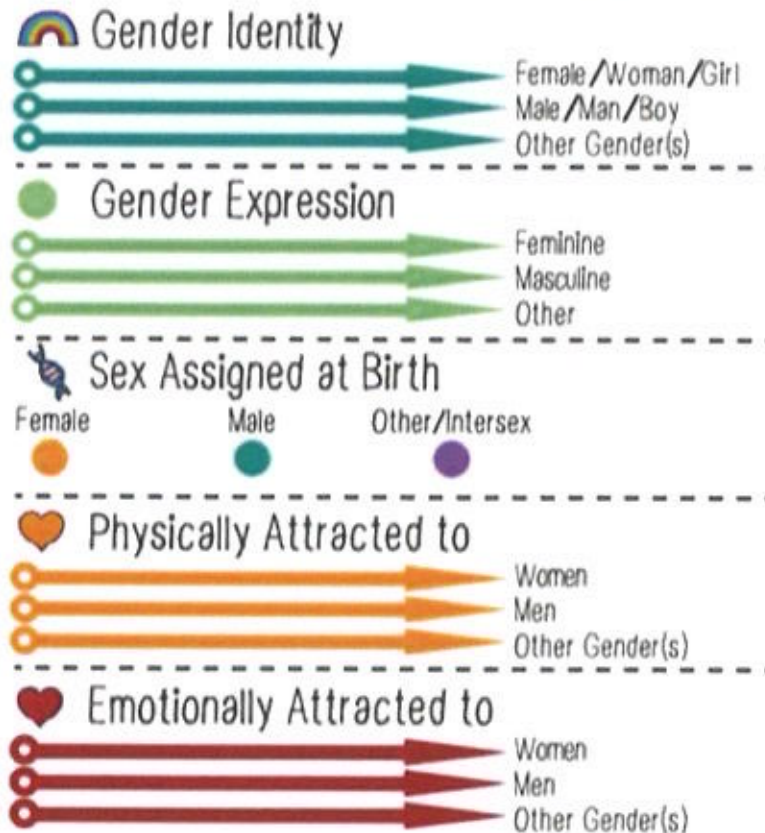 Gender Identity
Female/Woman/Girl
Male/Man/Boy
Other Gender(s)
Gender Expression
Feminine
Masculine
Other
Sex Assigned at Birth
Female Male Other/Intersex
Physically Attracted to
Women
Men
Other Gender(s)
Emotionally Attracted to
Women
Men
Other Gender(s)